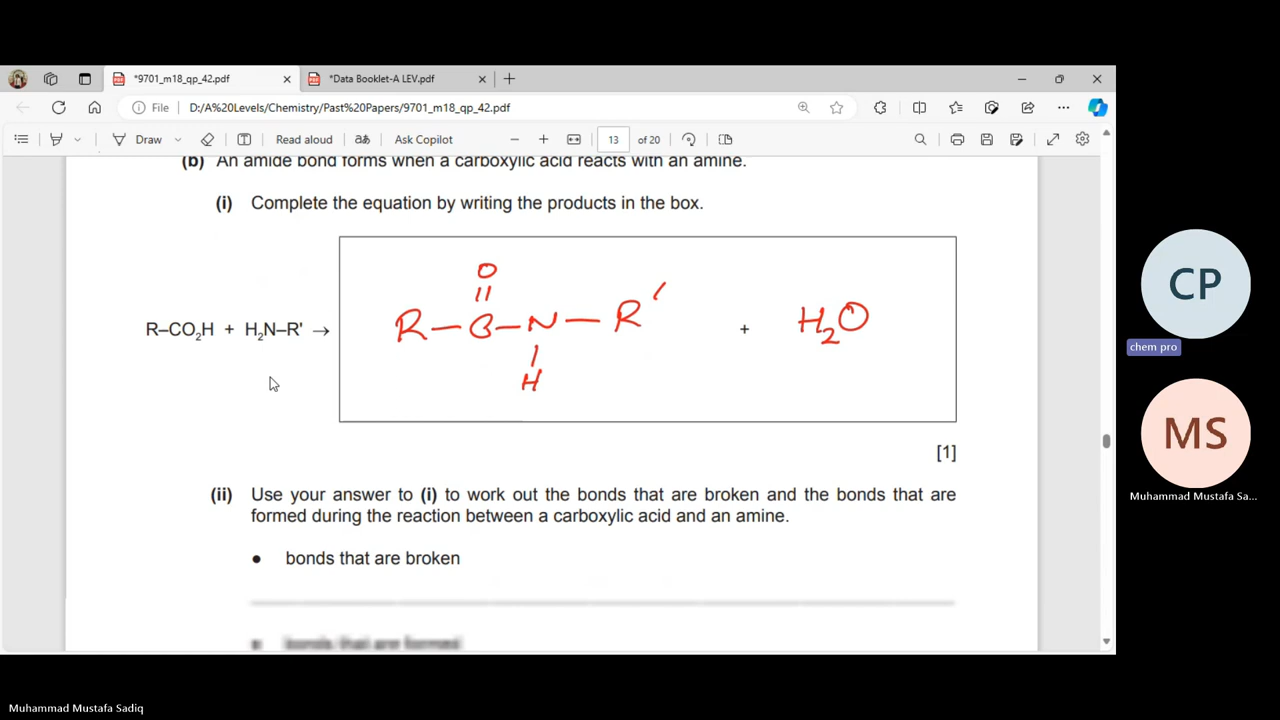 *9701_m18_qp_42.pdf
*Data Booklet-A LEV.pdf
File
D:/A%20Levels/Chemistry/Past%20Papers/9701_m18_qp_42.pdf
Draw
Read aloud
Ask Copilot
13
of 20
(b) An amide bond forms when a carboxylic acid reacts with an amine.
(i) Complete the equation by writing the products in the box.
O
R–CO₂H + H₂N–R' →
R — C — N — R'
+
H₂O
H
[1]
(ii) Use your answer to (i) to work out the bonds that are broken and the bonds that are
formed during the reaction between a carboxylic acid and an amine.
● bonds that are broken
bonds that are formed
CP
chem pro
MS
Muhammad Mustafa Sa...
Muhammad Mustafa Sadiq